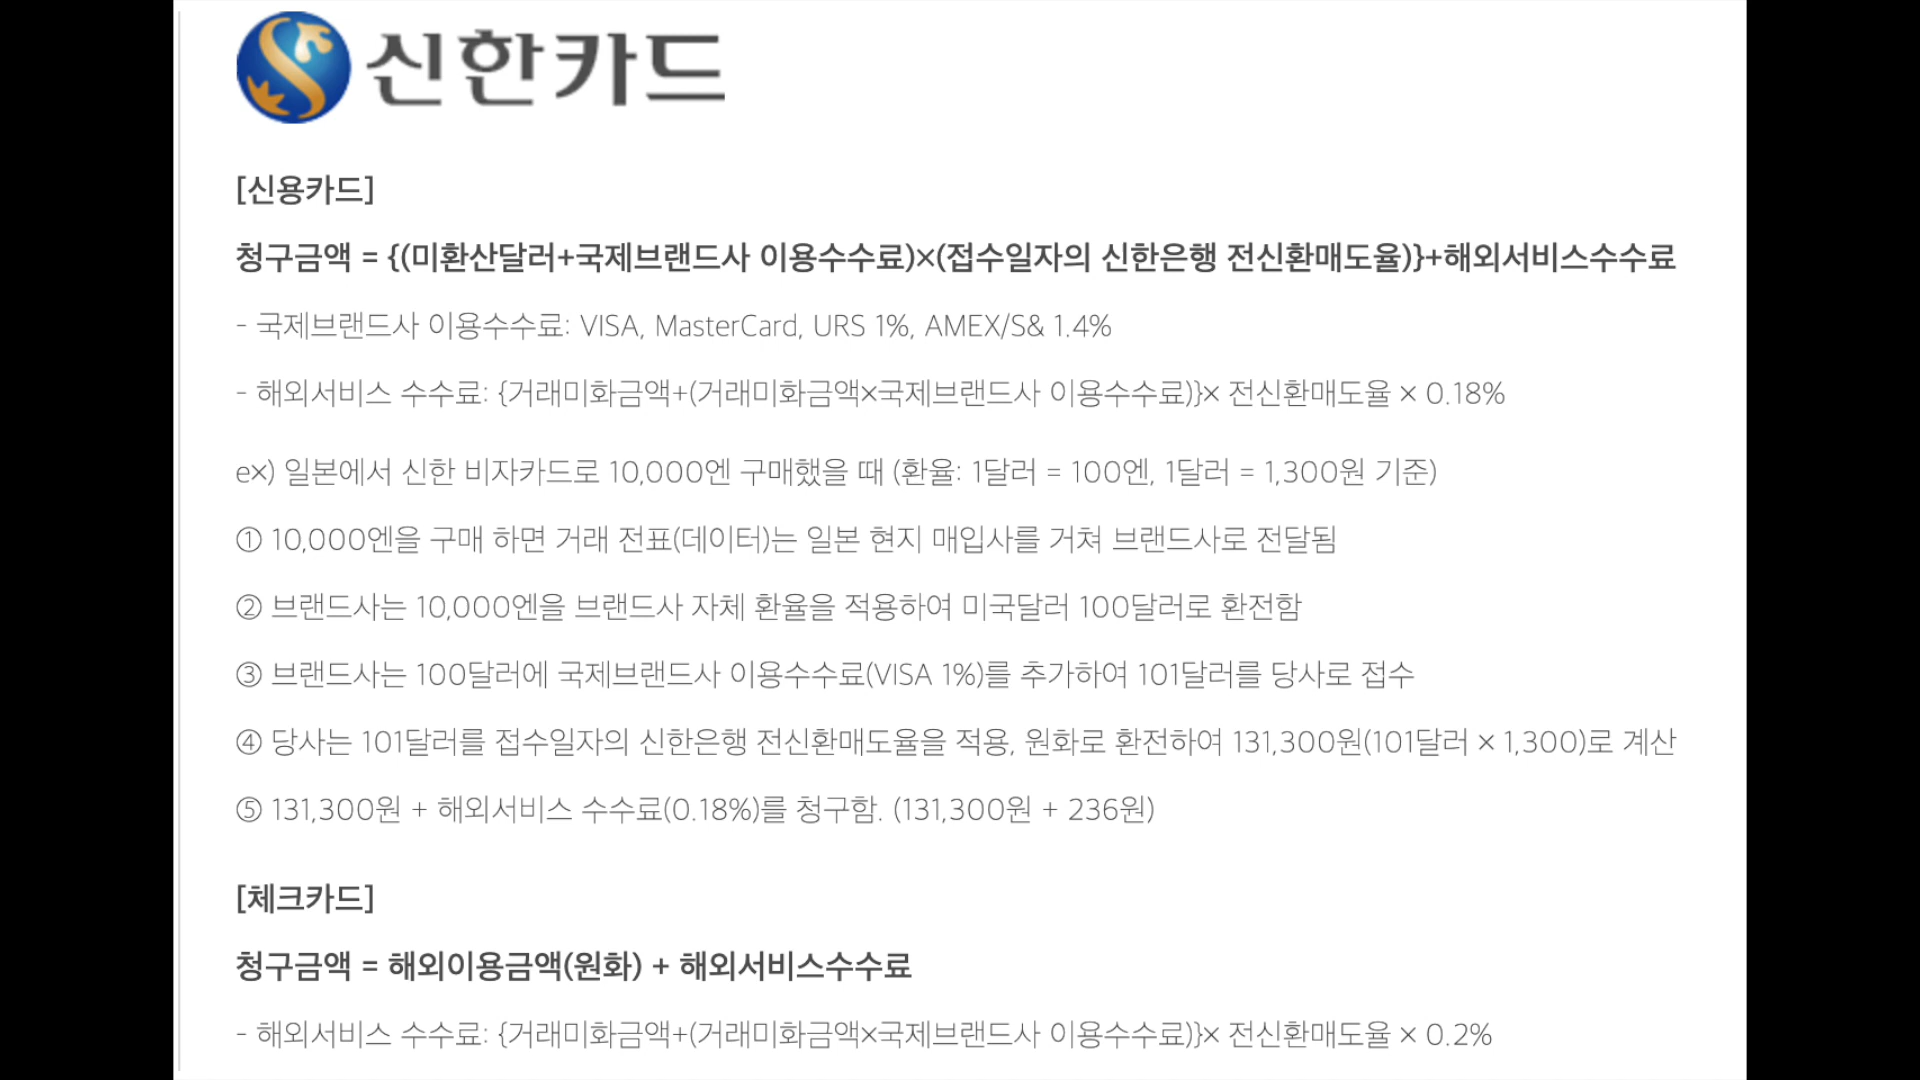 신한카드
[신용카드]
청구금액 = {(미환산달러+국제브랜드사 이용수수료)×(접수일자의 신한은행 전신환매도율)}+해외서비스수수료
- 국제브랜드사 이용수수료: VISA, MasterCard, URS 1%, AMEX/S& 1.4%
- 해외서비스 수수료: {거래미화금액+(거래미화금액×국제브랜드사 이용수수료)}× 전신환매도율 × 0.18%
ex) 일본에서 신한 비자카드로 10,000엔 구매했을 때 (환율: 1달러 = 100엔, 1달러 = 1,300원 기준)
① 10,000엔을 구매 하면 거래 전표(데이터)는 일본 현지 매입사를 거쳐 브랜드사로 전달됨
② 브랜드사는 10,000엔을 브랜드사 자체 환율을 적용하여 미국달러 100달러로 환전함
③ 브랜드사는 100달러에 국제브랜드사 이용수수료(VISA 1%)를 추가하여 101달러를 당사로 접수
④ 당사는 101달러를 접수일자의 신한은행 전신환매도율을 적용, 원화로 환전하여 131,300원(101달러 × 1,300)로 계산
⑤ 131,300원 + 해외서비스 수수료(0.18%)를 청구함. (131,300원 + 236원)
[체크카드]
청구금액 = 해외이용금액(원화) + 해외서비스수수료
- 해외서비스 수수료: {거래미화금액+(거래미화금액×국제브랜드사 이용수수료)}× 전신환매도율 × 0.2%